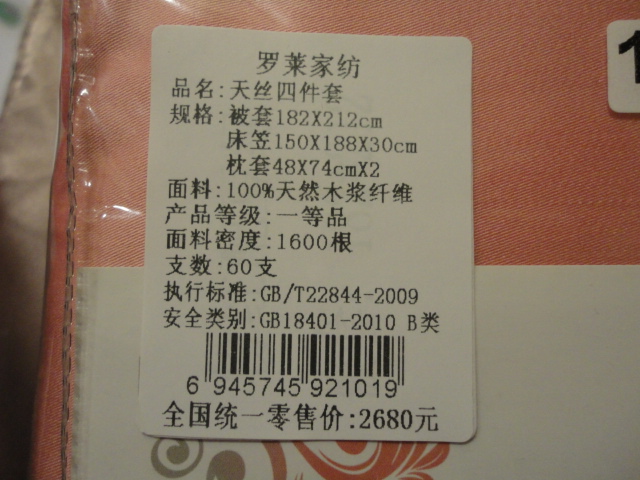 罗莱家纺
品名:天丝四件套
规格:被套182X212cm
床笠150X188X30cm
枕套48X74cmX2
面料:100%天然木浆纤维
产品等级:一等品
面料密度:1600根
支数:60支
执行标准:GB/T22844-2009
安全类别:GB18401-2010 B类
6 945745 921019
全国统一零售价:2680元
1